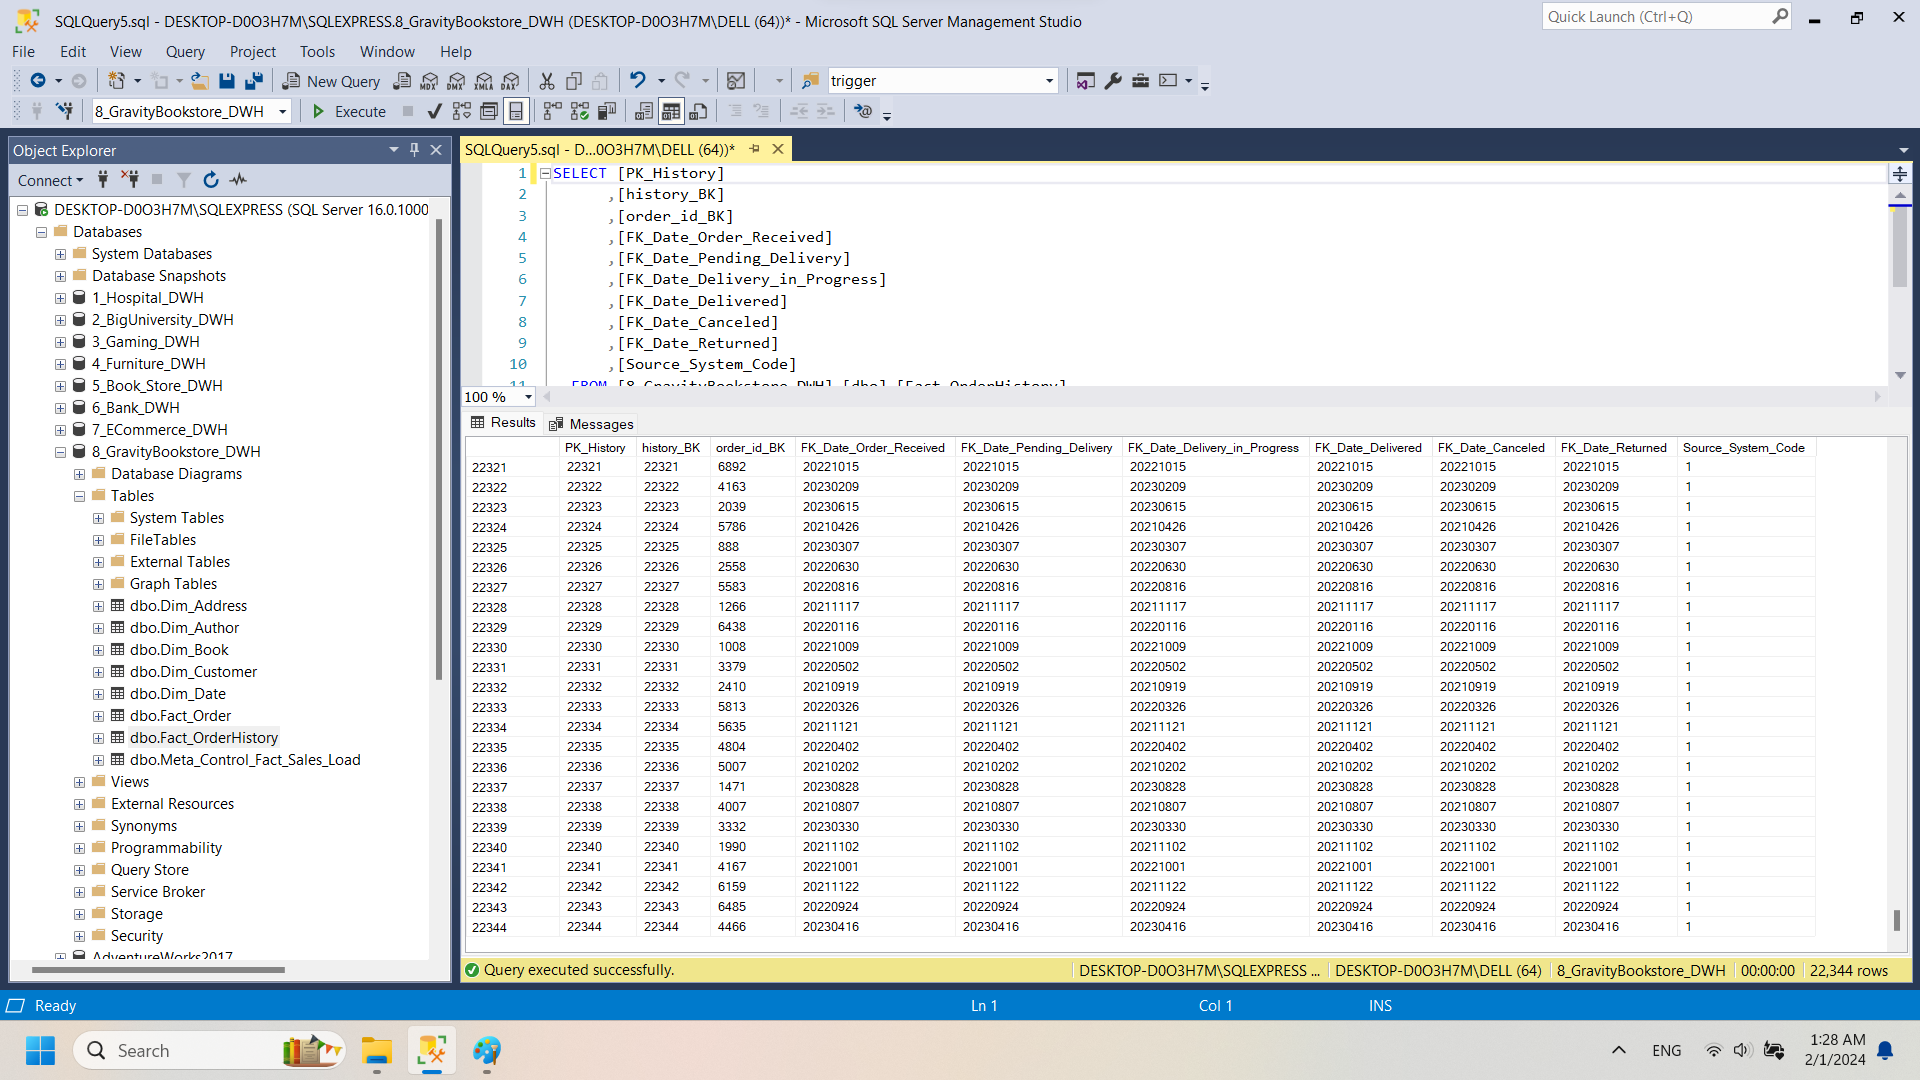 SQLQuery5.sql - DESKTOP-D0O3H7M\SQLEXPRESS.8_GravityBookstore_DWH (DESKTOP-D0O3H7M\DELL (64))* - Microsoft SQL Server Management Studio
Quick Launch (Ctrl+Q)
File Edit View Query Project Tools Window Help
New Query MDX DMX XMLA DAX trigger
8_GravityBookstore_DWH Execute
Object Explorer
Connect
DESKTOP-D0O3H7M\SQLEXPRESS (SQL Server 16.0.1000
Databases
System Databases
Database Snapshots
1_Hospital_DWH
2_BigUniversity_DWH
3_Gaming_DWH
4_Furniture_DWH
5_Book_Store_DWH
6_Bank_DWH
7_ECommerce_DWH
8_GravityBookstore_DWH
Database Diagrams
Tables
System Tables
FileTables
External Tables
Graph Tables
dbo.Dim_Address
dbo.Dim_Author
dbo.Dim_Book
dbo.Dim_Customer
dbo.Dim_Date
dbo.Fact_Order
dbo.Fact_OrderHistory
dbo.Meta_Control_Fact_Sales_Load
Views
External Resources
Synonyms
Programmability
Query Store
Service Broker
Storage
Security
AdventureWorks2017
SQLQuery5.sql - D...0O3H7M\DELL (64))*
1 SELECT [PK_History]
2 ,[history_BK]
3 ,[order_id_BK]
4 ,[FK_Date_Order_Received]
5 ,[FK_Date_Pending_Delivery]
6 ,[FK_Date_Delivery_in_Progress]
7 ,[FK_Date_Delivered]
8 ,[FK_Date_Canceled]
9 ,[FK_Date_Returned]
10 ,[Source_System_Code]
11 FROM [8_GravityBookstore_DWH].[dbo].[Fact_OrderHistory]
100 %
Results Messages
PK_History history_BK order_id_BK FK_Date_Order_Received FK_Date_Pending_Delivery FK_Date_Delivery_in_Progress FK_Date_Delivered FK_Date_Canceled FK_Date_Returned Source_System_Code
22321 22321 22321 6892 20221015 20221015 20221015 20221015 20221015 20221015 1
22322 22322 22322 4163 20230209 20230209 20230209 20230209 20230209 20230209 1
22323 22323 22323 2039 20230615 20230615 20230615 20230615 20230615 20230615 1
22324 22324 22324 5786 20210426 20210426 20210426 20210426 20210426 20210426 1
22325 22325 22325 888 20230307 20230307 20230307 20230307 20230307 20230307 1
22326 22326 22326 2558 20220630 20220630 20220630 20220630 20220630 20220630 1
22327 22327 22327 5583 20220816 20220816 20220816 20220816 20220816 20220816 1
22328 22328 22328 1266 20211117 20211117 20211117 20211117 20211117 20211117 1
22329 22329 22329 6438 20220116 20220116 20220116 20220116 20220116 20220116 1
22330 22330 22330 1008 20221009 20221009 20221009 20221009 20221009 20221009 1
22331 22331 22331 3379 20220502 20220502 20220502 20220502 20220502 20220502 1
22332 22332 22332 2410 20210919 20210919 20210919 20210919 20210919 20210919 1
22333 22333 22333 5813 20220326 20220326 20220326 20220326 20220326 20220326 1
22334 22334 22334 5635 20211121 20211121 20211121 20211121 20211121 20211121 1
22335 22335 22335 4804 20220402 20220402 20220402 20220402 20220402 20220402 1
22336 22336 22336 5007 20210202 20210202 20210202 20210202 20210202 20210202 1
22337 22337 22337 1471 20230828 20230828 20230828 20230828 20230828 20230828 1
22338 22338 22338 4007 20210807 20210807 20210807 20210807 20210807 20210807 1
22339 22339 22339 3332 20230330 20230330 20230330 20230330 20230330 20230330 1
22340 22340 22340 1990 20211102 20211102 20211102 20211102 20211102 20211102 1
22341 22341 22341 4167 20221001 20221001 20221001 20221001 20221001 20221001 1
22342 22342 22342 6159 20211122 20211122 20211122 20211122 20211122 20211122 1
22343 22343 22343 6485 20220924 20220924 20220924 20220924 20220924 20220924 1
22344 22344 22344 4466 20230416 20230416 20230416 20230416 20230416 20230416 1
Query executed successfully. DESKTOP-D0O3H7M\SQLEXPRESS ... DESKTOP-D0O3H7M\DELL (64) 8_GravityBookstore_DWH 00:00:00 22,344 rows
Ready Ln 1 Col 1 INS
Search ENG 1:28 AM
2/1/2024